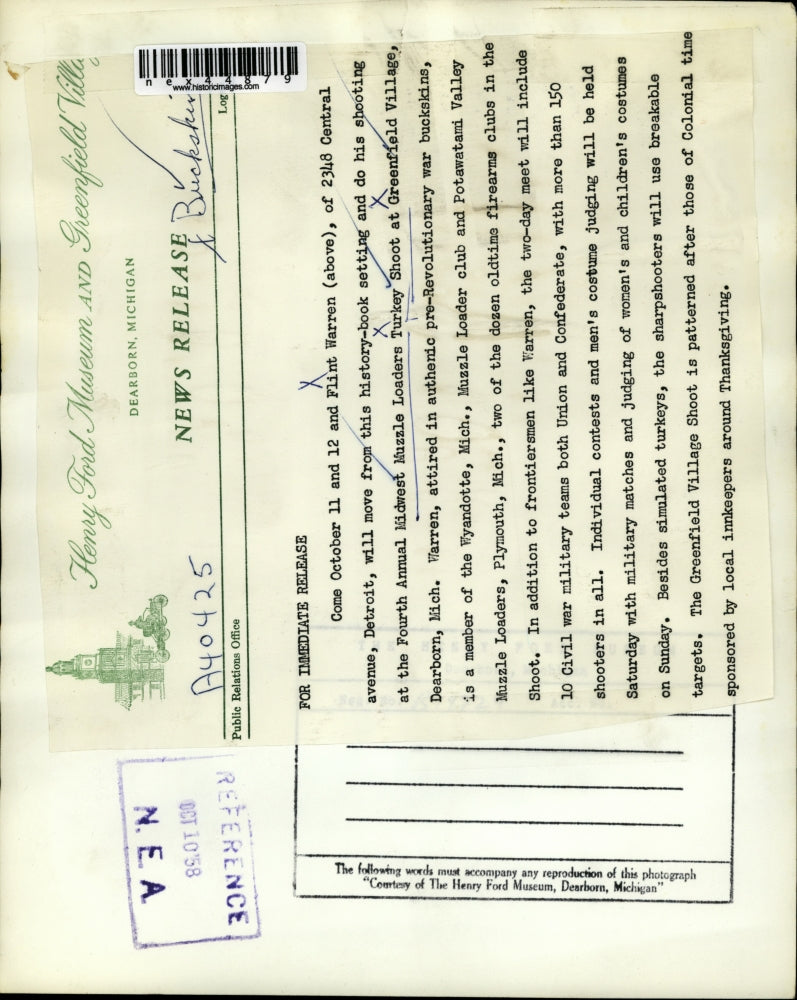 Henry Ford Museum AND Greenfield Village
DEARBORN, MICHIGAN
NEWS RELEASE
A40425
Buckskin
Public Relations Office
Log
nex44879
www.historicimages.com
FOR IMMEDIATE RELEASE
Come October 11 and 12 and Flint Warren (above), of 2348 Central
avenue, Detroit, will move from this history-book setting and do his shooting
at the Fourth Annual Midwest Muzzle Loaders Turkey Shoot at Greenfield Village,
Dearborn, Mich. Warren, attired in authenic pre-Revolutionary war buckskins,
is a member of the Wyandotte, Mich., Muzzle Loader club and Potawatami Valley
Muzzle Loaders, Plymouth, Mich., two of the dozen oldtime firearms clubs in the
Shoot. In addition to frontiersmen like Warren, the two-day meet will include
10 Civil war military teams both Union and Confederate, with more than 150
shooters in all. Individual contests and men's costume judging will be held
Saturday with military matches and judging of women's and children's costumes
on Sunday. Besides simulated turkeys, the sharpshooters will use breakable
targets. The Greenfield Village Shoot is patterned after those of Colonial time
sponsored by local innkeepers around Thanksgiving.
REFERENCE
OCT 10 '58
N. E. A.
The following words must accompany any reproduction of this photograph
"Courtesy of The Henry Ford Museum, Dearborn, Michigan"